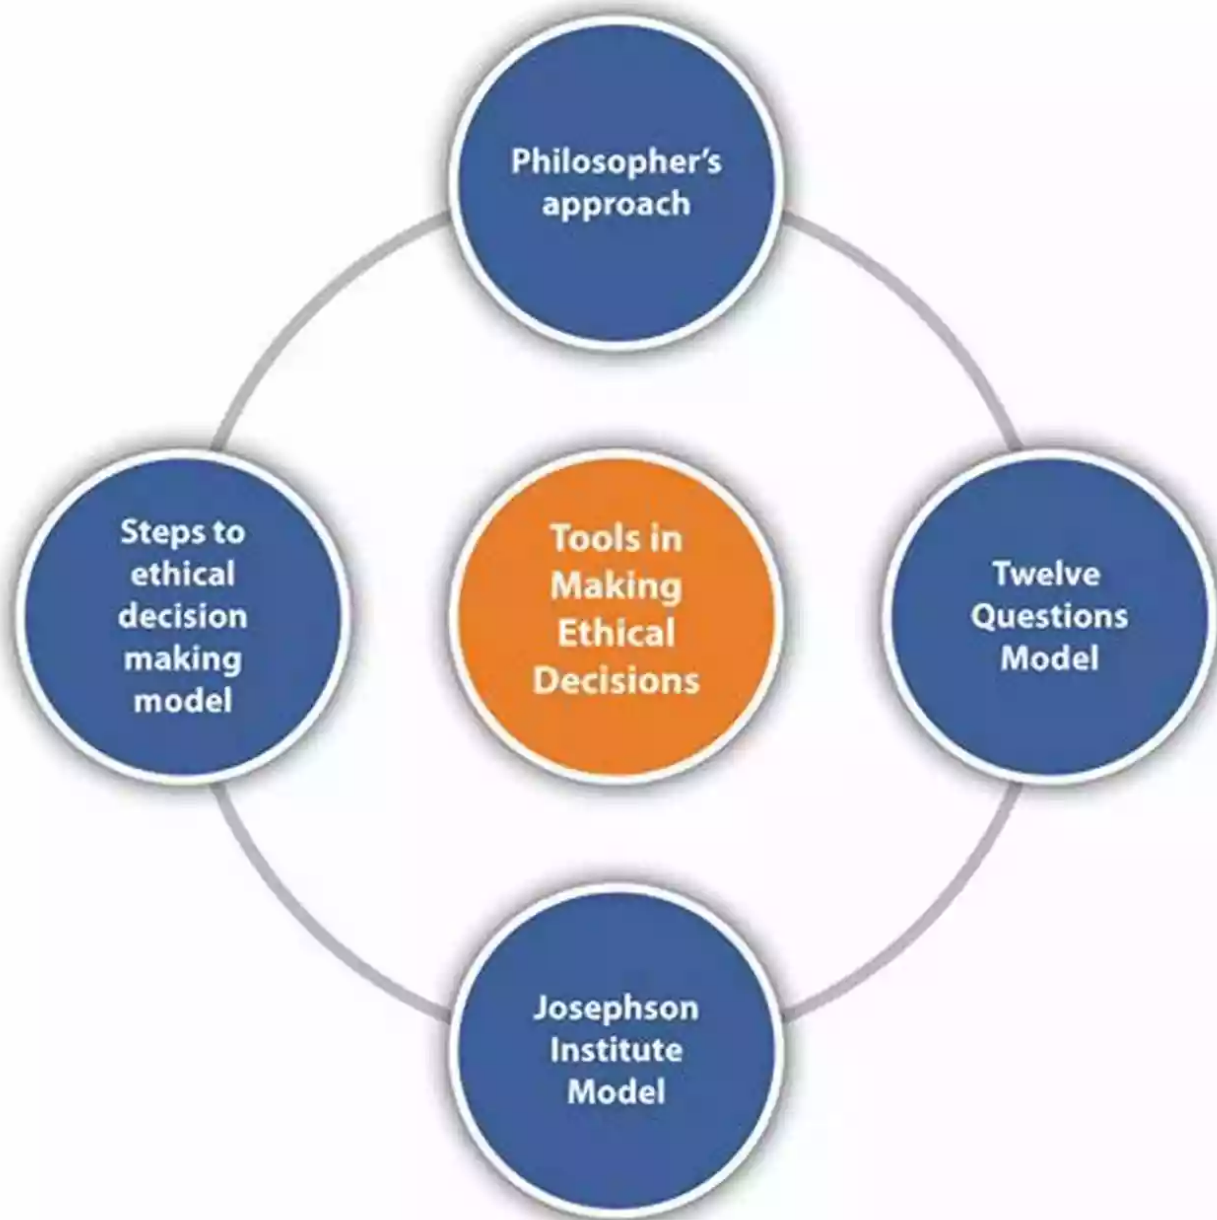 Philosopher's
approach
Steps to
ethical
decision
making
model
Tools in
Making
Ethical
Decisions
Twelve
Questions
Model
Josephson
Institute
Model